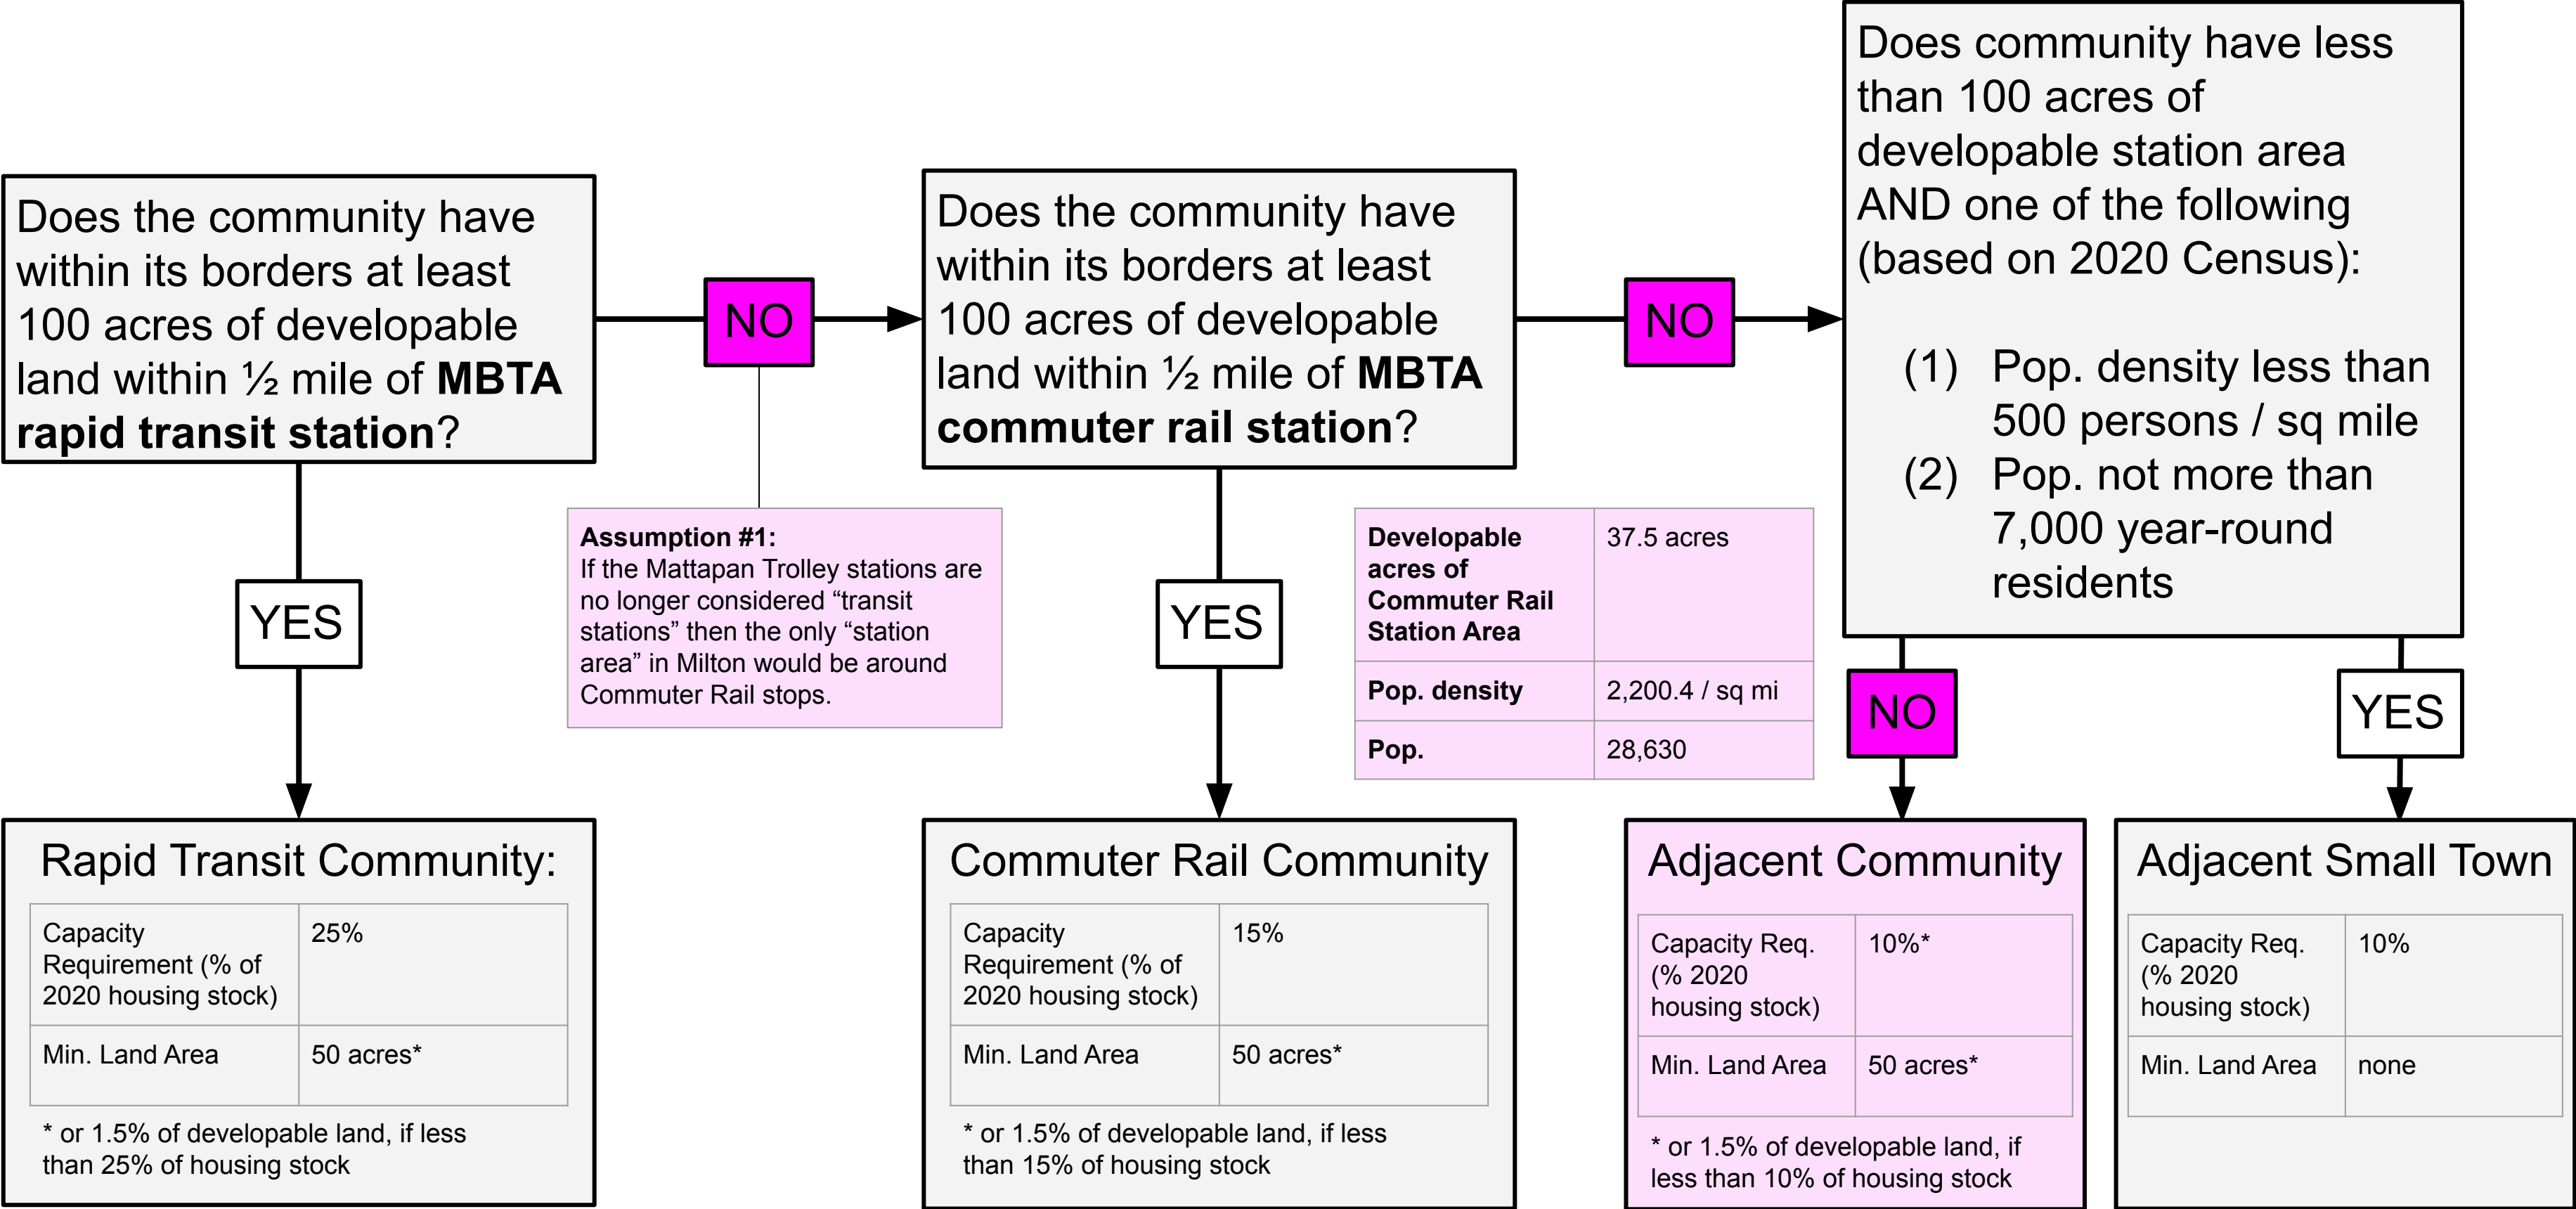 Does the community have
within its borders at least
100 acres of developable
land within ½ mile of MBTA
rapid transit station?
NO
Does the community have
within its borders at least
100 acres of developable
land within ½ mile of MBTA
commuter rail station?
NO
Does community have less
than 100 acres of
developable station area
AND one of the following
(based on 2020 Census):
(1) Pop. density less than
500 persons / sq mile
(2) Pop. not more than
7,000 year-round
residents
YES
Assumption #1:
If the Mattapan Trolley stations are
no longer considered “transit
stations” then the only “station
area” in Milton would be around
Commuter Rail stops.
YES
Developable
acres of
Commuter Rail
Station Area
37.5 acres
Pop. density
2,200.4 / sq mi
Pop.
28,630
NO
YES
Rapid Transit Community:
Capacity
Requirement (% of
2020 housing stock)
25%
Min. Land Area
50 acres*
* or 1.5% of developable land, if less
than 25% of housing stock
Commuter Rail Community
Capacity
Requirement (% of
2020 housing stock)
15%
Min. Land Area
50 acres*
* or 1.5% of developable land, if less
than 15% of housing stock
Adjacent Community
Capacity Req.
(% 2020
housing stock)
10%*
Min. Land Area
50 acres*
* or 1.5% of developable land, if
less than 10% of housing stock
Adjacent Small Town
Capacity Req.
(% 2020
housing stock)
10%
Min. Land Area
none